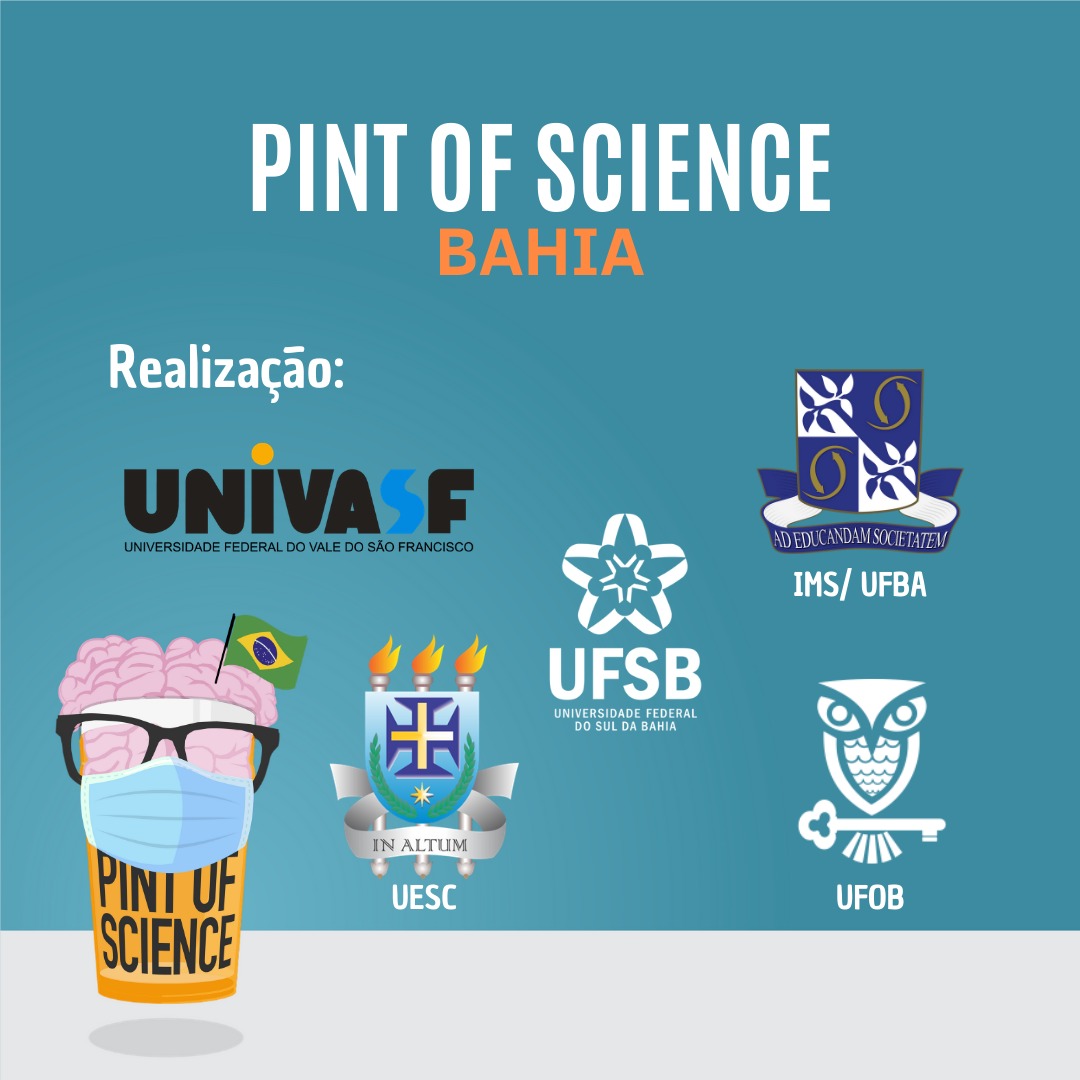 PINT OF SCIENCE
BAHIA
Realização:
UNIVASF
UNIVERSIDADE FEDERAL DO VALE DO SÃO FRANCISCO
AD EDUCANDAM SOCIETATEM
IMS/ UFBA
UFSB
UNIVERSIDADE FEDERAL
DO SUL DA BAHIA
IN ALTUM
UESC
UFOB
PINT OF
SCIENCE